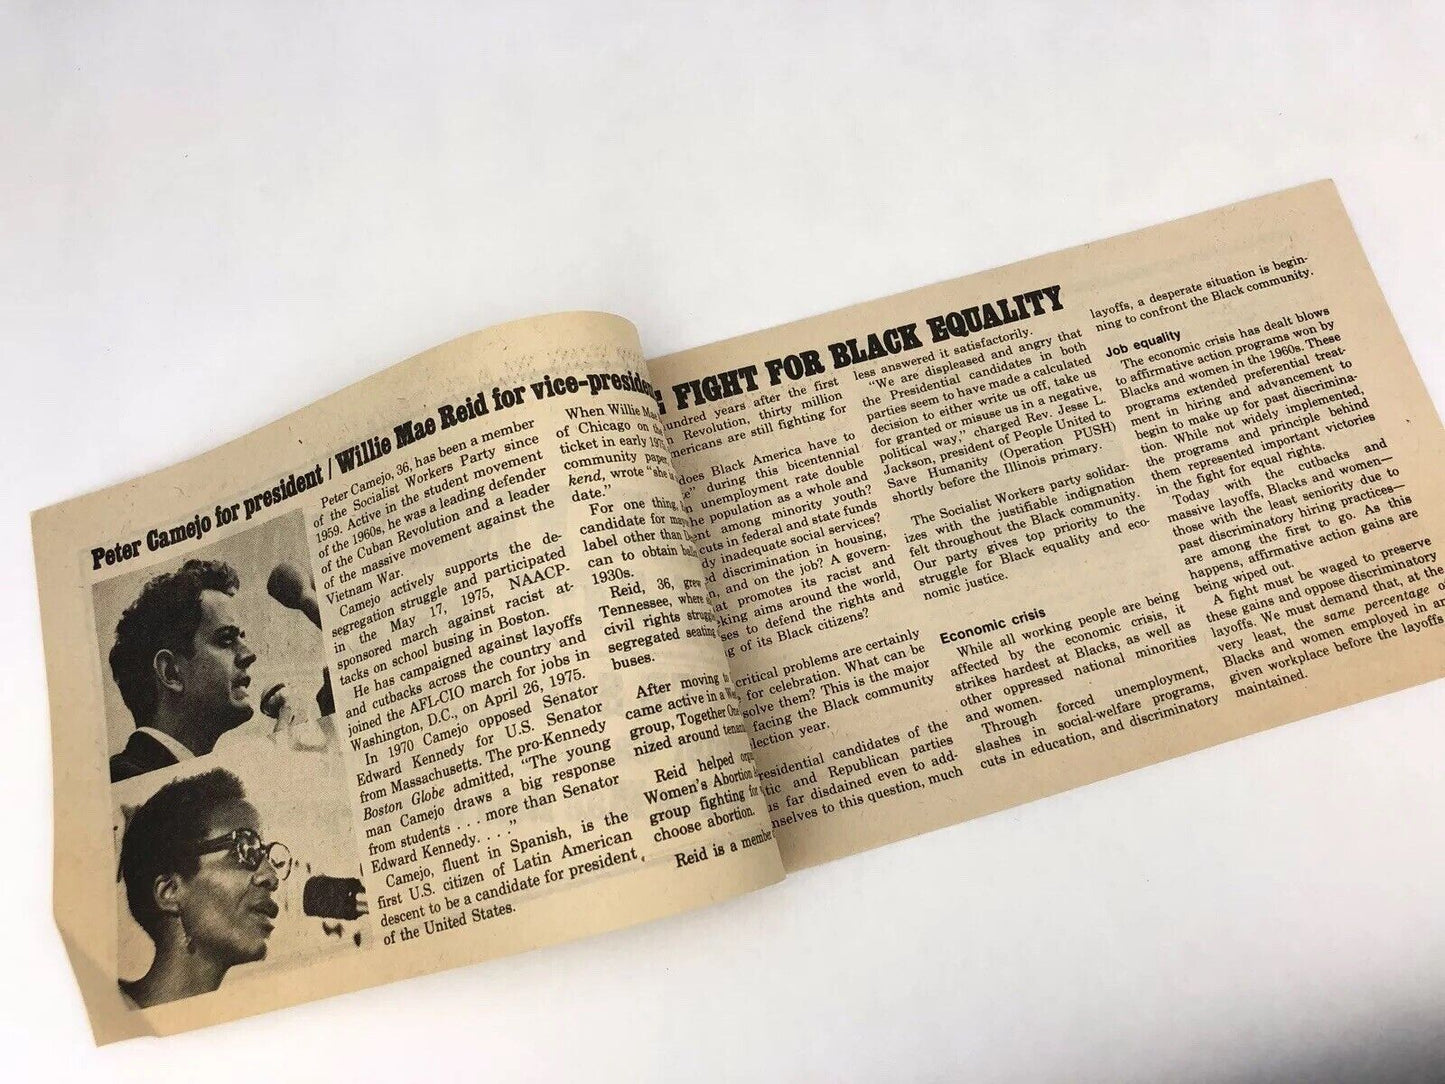 Peter Camejo for president / Willie Mae Reid for vice-president
Peter Camejo, 36, has been a member
of the Socialist Workers Party since
1959. Active in the student movement
of the 1960s, he was a leading defender
of the Cuban Revolution and a leader
of the massive movement against the
Vietnam War.
Camejo actively supports the de-
segregation struggle and participated
in the May 17, 1975, NAACP-
sponsored march against racist at-
tacks on school busing in Boston.
He has campaigned against layoffs
and cutbacks across the country and
joined the AFL-CIO march for jobs in
Washington, D.C., on April 26, 1975.
In 1970 Camejo opposed Senator
Edward Kennedy for U.S. Senator
from Massachusetts. The pro-Kennedy
Boston Globe admitted, "The young
man Camejo draws a big response
from students . . . more than Senator
Edward Kennedy. . . ."
Camejo, fluent in Spanish, is the
first U.S. citizen of Latin American
descent to be a candidate for president
of the United States.
When Willie Mae
of Chicago on the
ticket in early 1975,
community paper,
kend, wrote "she
date."
For one thing,
candidate for
label other than
can to obtain
1930s.
Reid, 36, grew
Tennessee, where
civil rights
segregated seating
buses.
After moving
came active in a
group, Together
nized around
Reid helped
Women's Abortion
group fighting
choose abortion.
Reid is a member
FIGHT FOR BLACK EQUALITY
years after the first
Revolution, thirty million
are still fighting for
does Black America have to
during this bicentennial
unemployment rate double
population as a whole and
among minority youth?
cuts in federal and state funds
inadequate social services?
discrimination in housing,
and on the job? A govern-
promotes its racist and
aims around the world,
to defend the rights and
of its Black citizens?
problems are certainly
for celebration. What can be
solve them? This is the major
facing the Black community
year.
candidates of the
and Republican parties
far disdained even to add-
to this question, much
less answered it satisfactorily.
"We are displeased and angry that
the Presidential candidates in both
parties seem to have made a calculated
decision to either write us off, take us
for granted or misuse us in a negative,
political way," charged Rev. Jesse L.
Jackson, president of People United to
Save Humanity (Operation PUSH)
shortly before the Illinois primary.
The Socialist Workers party solidar-
izes with the justifiable indignation
felt throughout the Black community.
Our party gives top priority to the
struggle for Black equality and eco-
nomic justice.
Economic crisis
While all working people are being
affected by the economic crisis, it
strikes hardest at Blacks, as well as
other oppressed national minorities
and women.
Through forced unemployment,
slashes in social-welfare programs,
cuts in education, and discriminatory
layoffs, a desperate situation is begin-
ning to confront the Black community.
Job equality
The economic crisis has dealt blows
to affirmative action programs won by
Blacks and women in the 1960s. These
programs extended preferential treat-
ment in hiring and advancement to
begin to make up for past discrimina-
tion. While not widely implemented,
the programs and principle behind
them represented important victories
in the fight for equal rights.
Today with the cutbacks and
massive layoffs, Blacks and women—
those with the least seniority due to
past discriminatory hiring practices—
are among the first to go. As this
happens, affirmative action gains are
being wiped out.
A fight must be waged to preserve
these gains and oppose discriminatory
layoffs. We must demand that, at the
very least, the same percentage
Blacks and women employed in
given workplace before the layoffs
maintained.